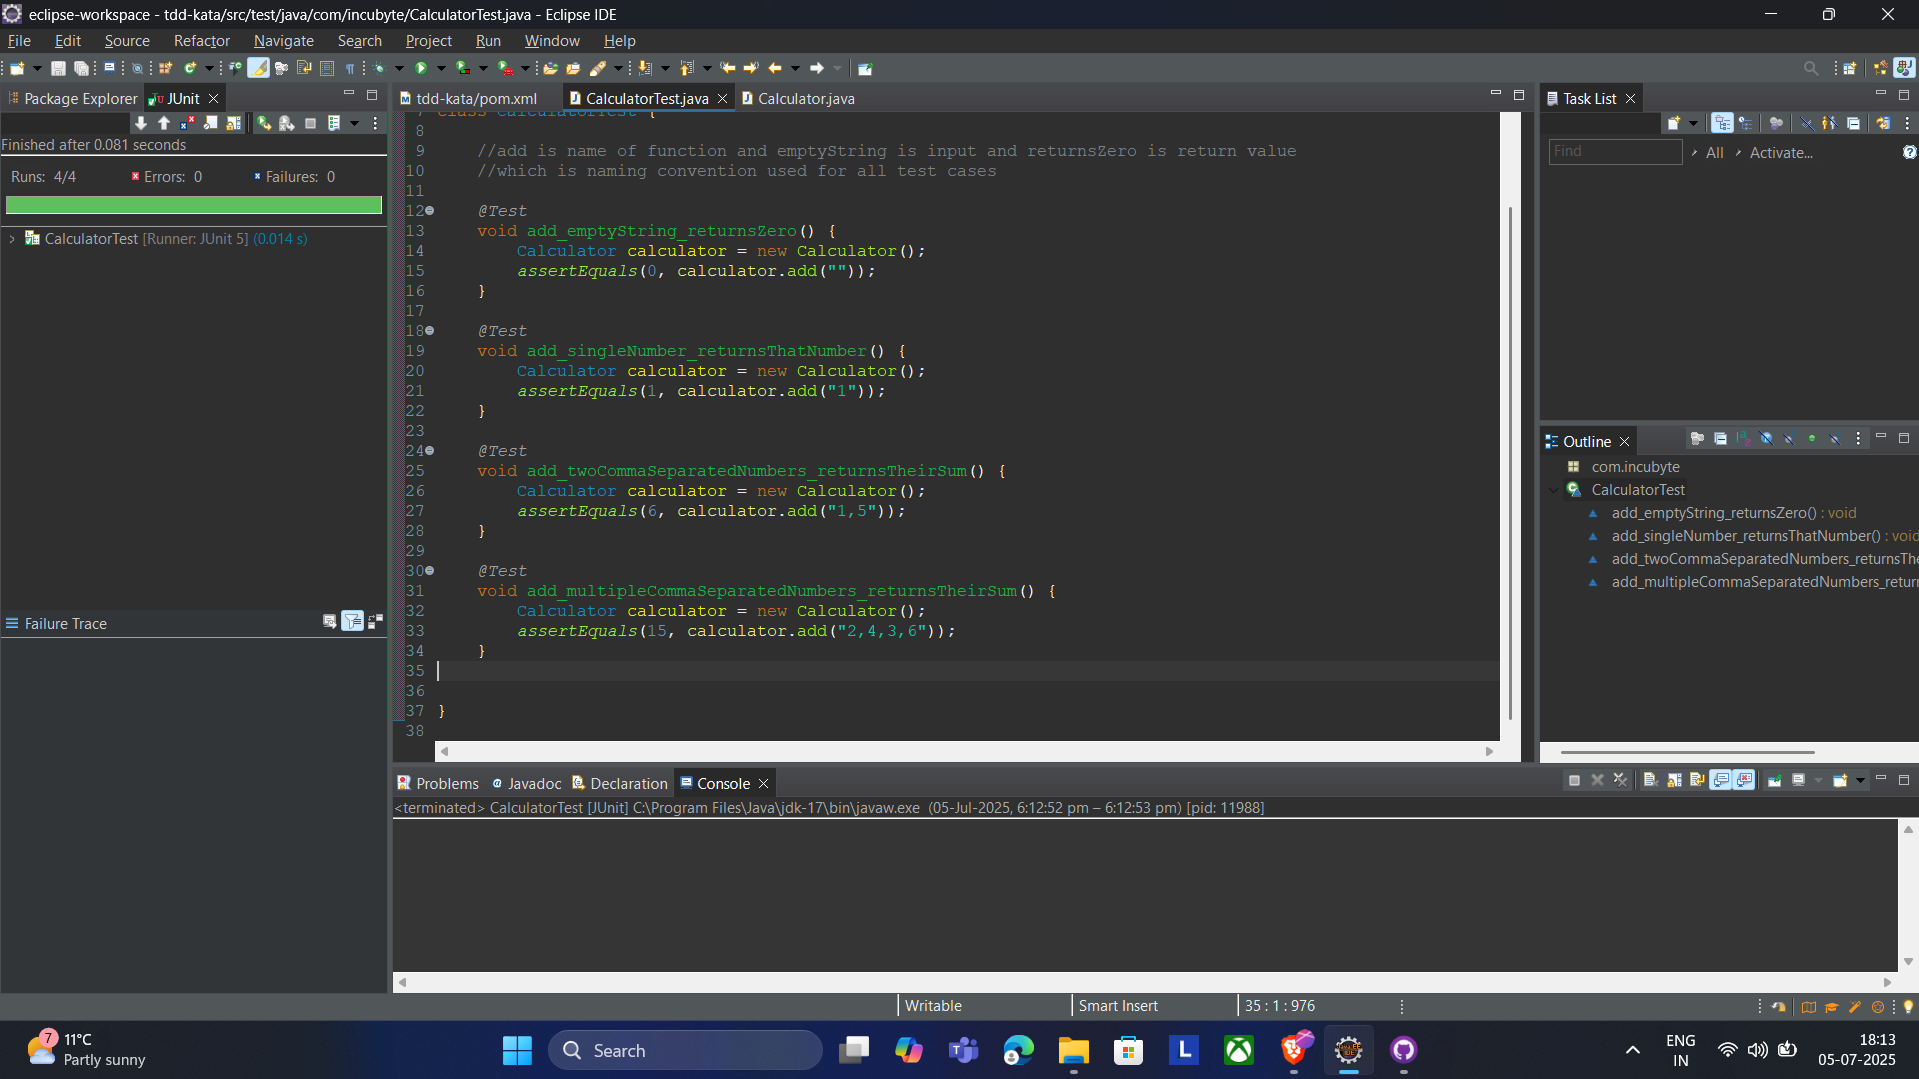 eclipse-workspace - tdd-kata/src/test/java/com/incubyte/CalculatorTest.java - Eclipse IDE
File Edit Source Refactor Navigate Search Project Run Window Help
Package Explorer JUnit
Finished after 0.081 seconds
Runs: 4/4 Errors: 0 Failures: 0
CalculatorTest [Runner: JUnit 5] (0.014 s)
Failure Trace
tdd-kata/pom.xml CalculatorTest.java Calculator.java
7 class CalculatorTest {
8
9 //add is name of function and emptyString is input and returnsZero is return value
10 //which is naming convention used for all test cases
11
12 @Test
13 void add_emptyString_returnsZero() {
14 Calculator calculator = new Calculator();
15 assertEquals(0, calculator.add(""));
16 }
17
18 @Test
19 void add_singleNumber_returnsThatNumber() {
20 Calculator calculator = new Calculator();
21 assertEquals(1, calculator.add("1"));
22 }
23
24 @Test
25 void add_twoCommaSeparatedNumbers_returnsTheirSum() {
26 Calculator calculator = new Calculator();
27 assertEquals(6, calculator.add("1,5"));
28 }
29
30 @Test
31 void add_multipleCommaSeparatedNumbers_returnsTheirSum() {
32 Calculator calculator = new Calculator();
33 assertEquals(15, calculator.add("2,4,3,6"));
34 }
35
36
37 }
38
Task List
Find All Activate...
Outline
com.incubyte
CalculatorTest
add_emptyString_returnsZero() : void
add_singleNumber_returnsThatNumber() : void
add_twoCommaSeparatedNumbers_returnsThe
add_multipleCommaSeparatedNumbers_return
Problems Javadoc Declaration Console
<terminated> CalculatorTest [JUnit] C:\Program Files\Java\jdk-17\bin\javaw.exe (05-Jul-2025, 6:12:52 pm – 6:12:53 pm) [pid: 11988]
Writable Smart Insert 35 : 1 : 976
7
11°C
Partly sunny
Search
L
ENG
IN
18:13
05-07-2025